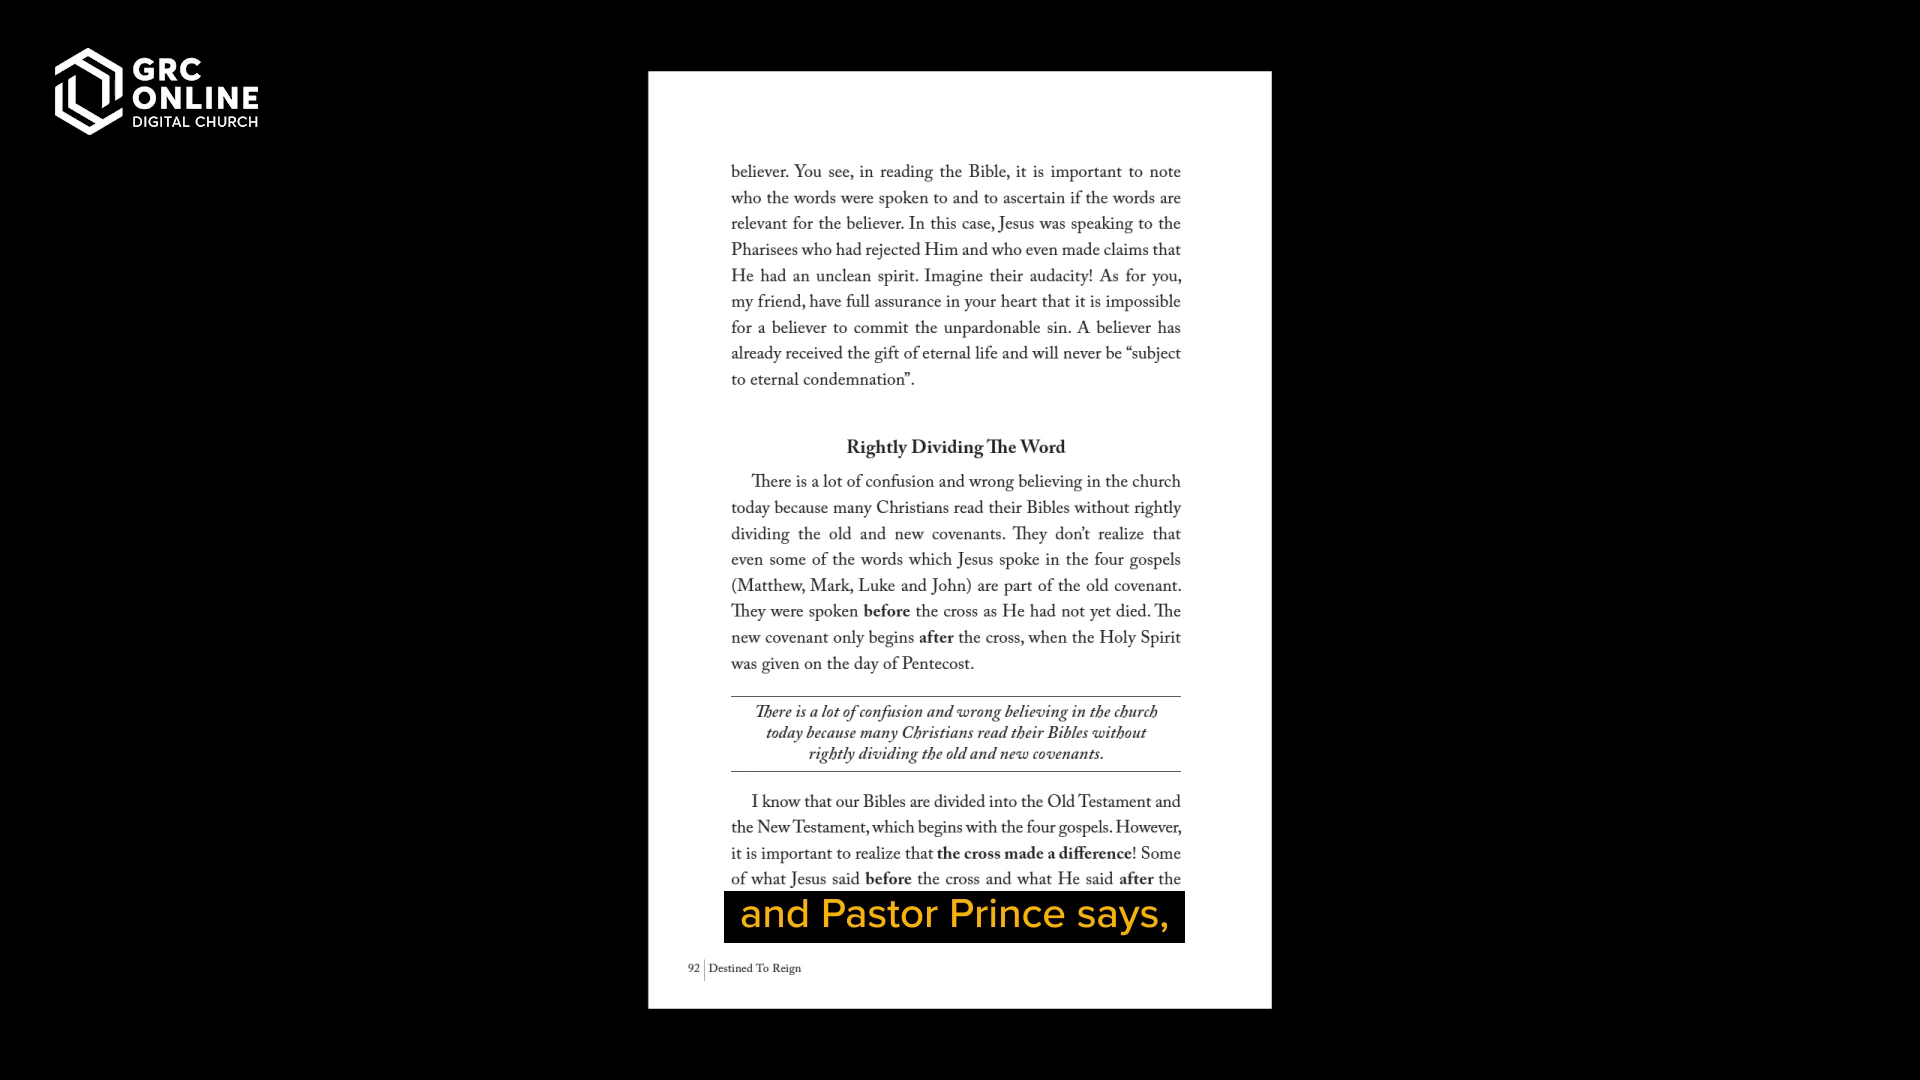 GRC
ONLINE
DIGITAL CHURCH
believer. You see, in reading the Bible, it is important to note
who the words were spoken to and to ascertain if the words are
relevant for the believer. In this case, Jesus was speaking to the
Pharisees who had rejected Him and who even made claims that
He had an unclean spirit. Imagine their audacity! As for you,
my friend, have full assurance in your heart that it is impossible
for a believer to commit the unpardonable sin. A believer has
already received the gift of eternal life and will never be “subject
to eternal condemnation”.
Rightly Dividing The Word
There is a lot of confusion and wrong believing in the church
today because many Christians read their Bibles without rightly
dividing the old and new covenants. They don’t realize that
even some of the words which Jesus spoke in the four gospels
(Matthew, Mark, Luke and John) are part of the old covenant.
They were spoken before the cross as He had not yet died. The
new covenant only begins after the cross, when the Holy Spirit
was given on the day of Pentecost.
There is a lot of confusion and wrong believing in the church
today because many Christians read their Bibles without
rightly dividing the old and new covenants.
I know that our Bibles are divided into the Old Testament and
the New Testament, which begins with the four gospels. However,
it is important to realize that the cross made a difference! Some
of what Jesus said before the cross and what He said after the
and Pastor Prince says,
92 Destined To Reign